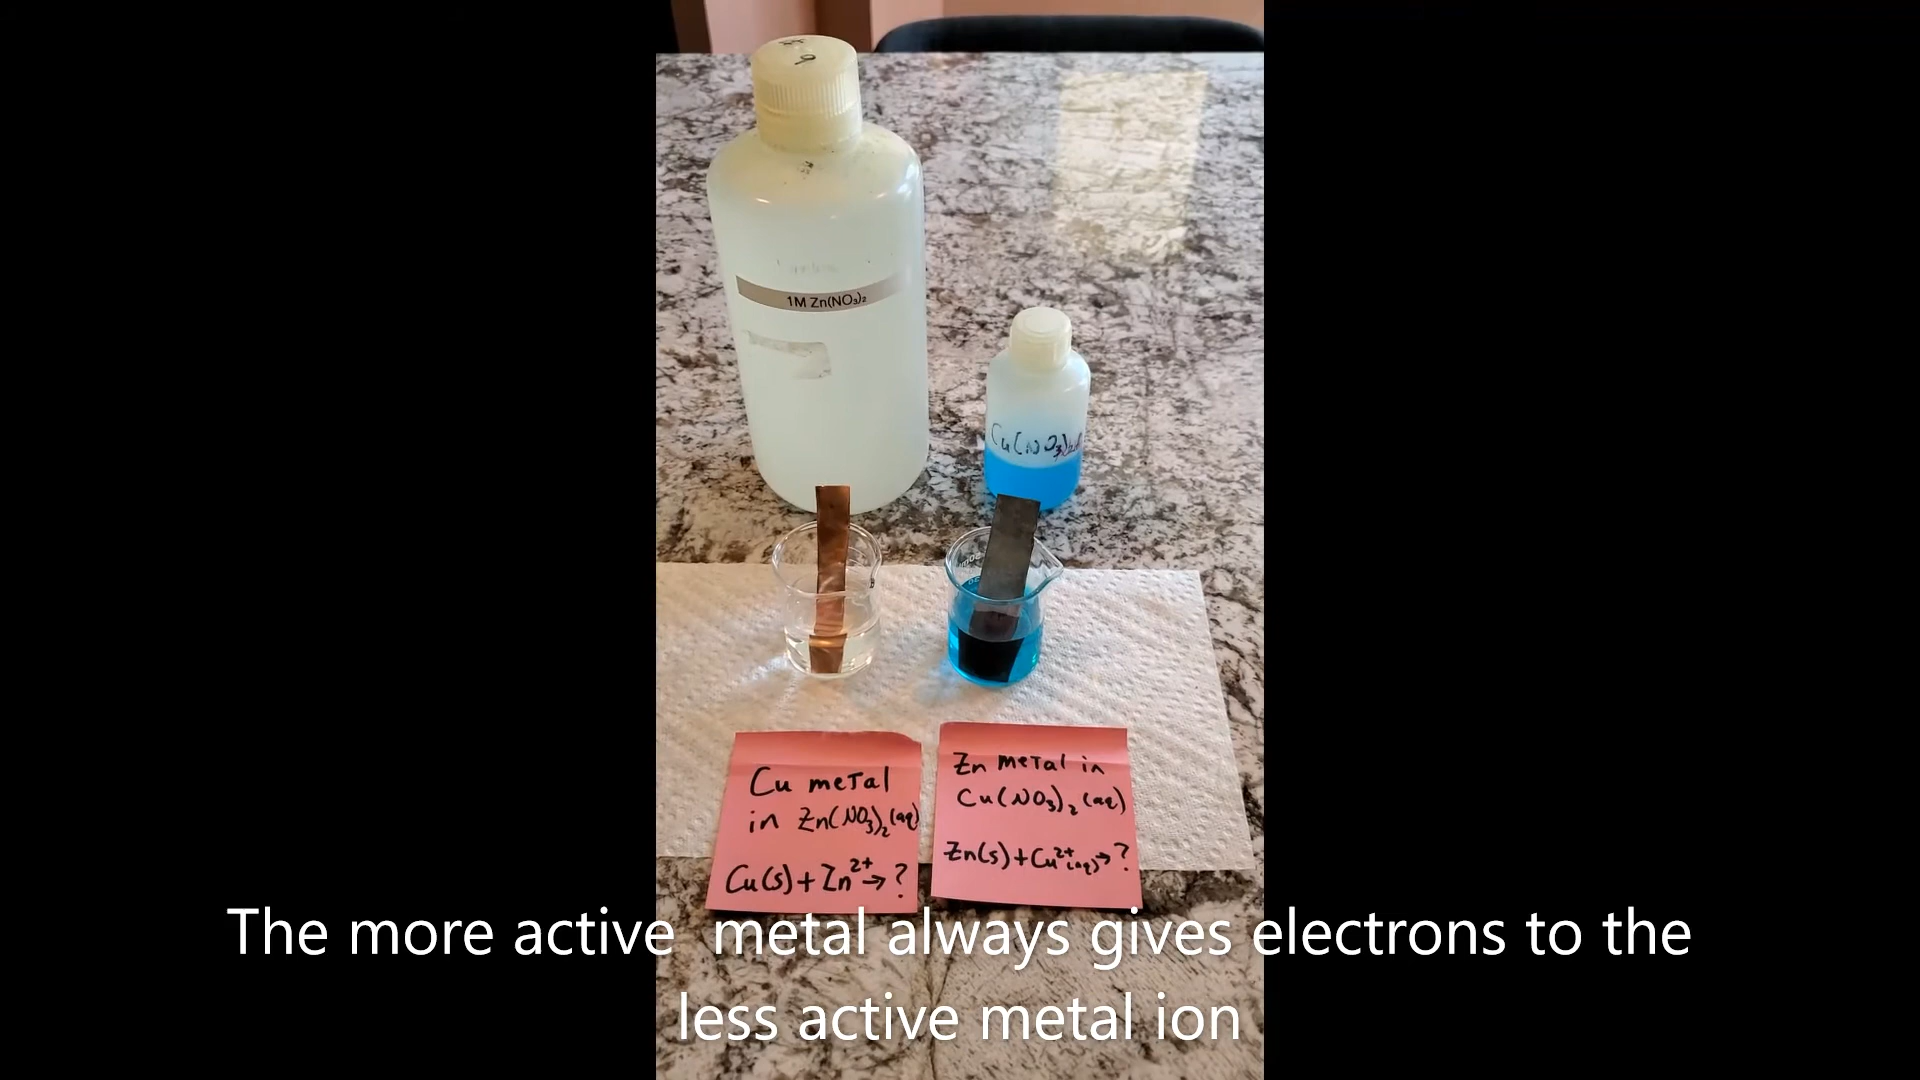 9
1M Zn(NO₃)₂
Cu(NO₃)₂
Cu metal
in Zn(NO₃)₂(aq)
Cu(s)+Zn²⁺→?
Zn metal in
Cu(NO₃)₂(aq)
Zn(s)+Cu²⁺(aq)→?
The more active metal always gives electrons to the
less active metal ion